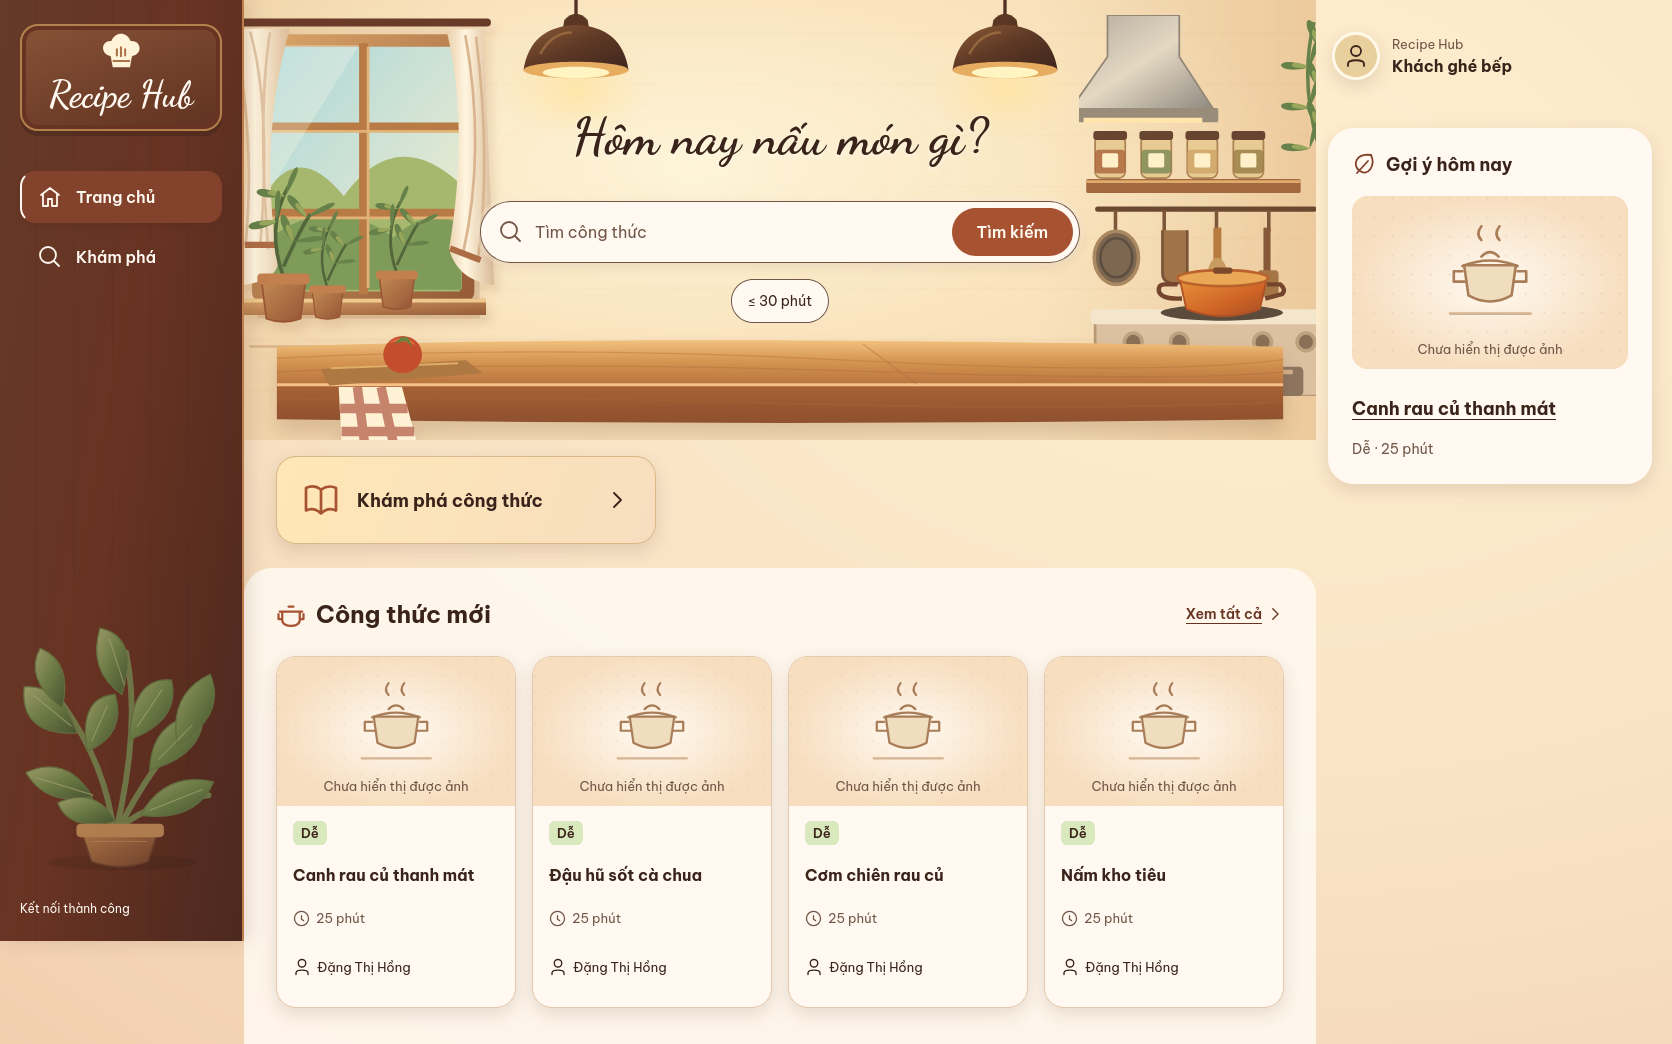 Recipe Hub
Trang chủ
Khám phá
Kết nối thành công
Hôm nay nấu món gì?
Tìm công thức
Tìm kiếm
≤ 30 phút
Khám phá công thức
Công thức mới
Xem tất cả
Chưa hiển thị được ảnh
Dễ
Canh rau củ thanh mát
25 phút
Đặng Thị Hồng
Chưa hiển thị được ảnh
Dễ
Đậu hũ sốt cà chua
25 phút
Đặng Thị Hồng
Chưa hiển thị được ảnh
Dễ
Cơm chiên rau củ
25 phút
Đặng Thị Hồng
Chưa hiển thị được ảnh
Dễ
Nấm kho tiêu
25 phút
Đặng Thị Hồng
Recipe Hub
Khách ghé bếp
Gợi ý hôm nay
Chưa hiển thị được ảnh
Canh rau củ thanh mát
Dễ · 25 phút